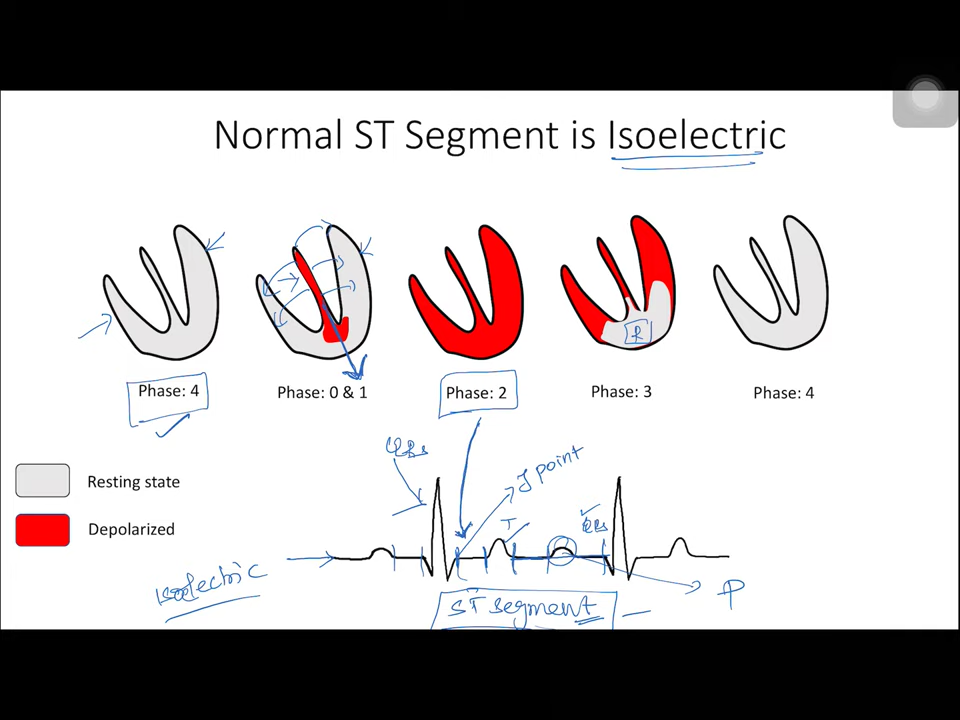 Normal ST Segment is Isoelectric
R
Phase: 4
Phase: 0 & 1
Phase: 2
Phase: 3
Phase: 4
QRS
J point
Resting state
T
QRS
Depolarized
Isoelectric
ST segment
P